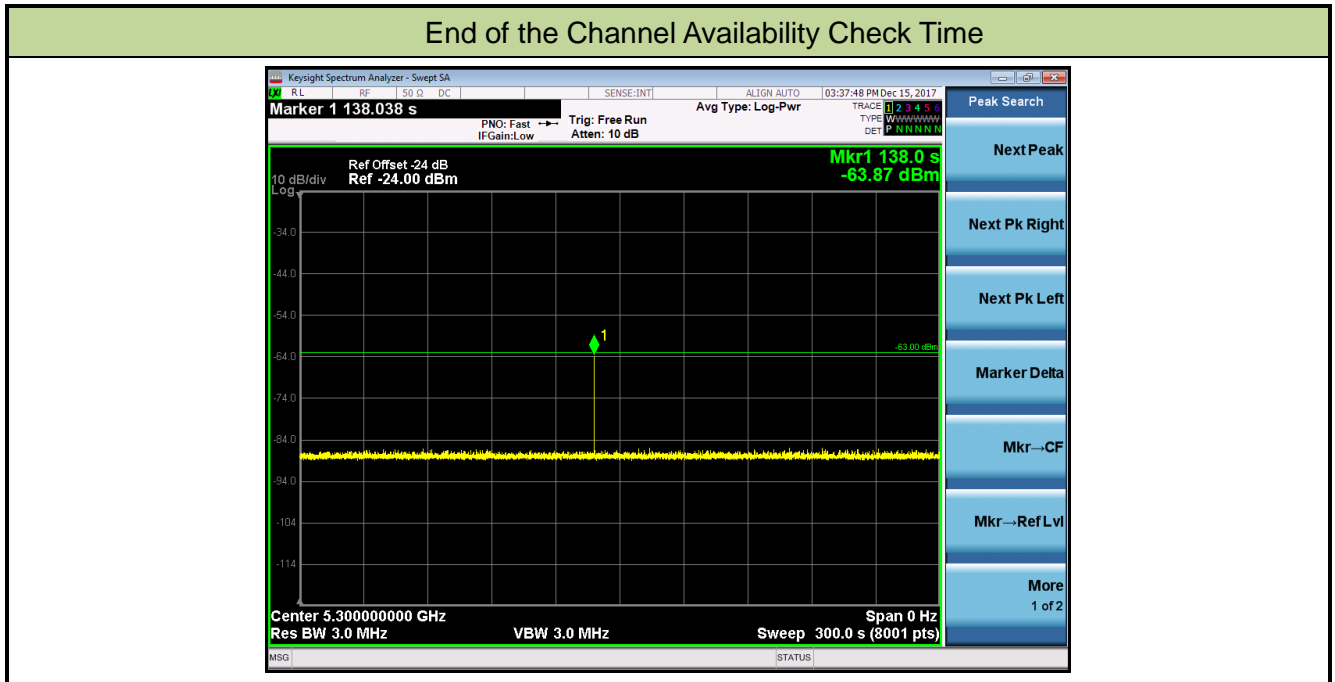 End of the Channel Availability Check Time
Keysight Spectrum Analyzer - Swept SA
RL RF 50 Ω DC SENSE:INT ALIGN AUTO 03:37:48 PM Dec 15, 2017
Marker 1 138.038 s
PNO: Fast
IFGain:Low
Trig: Free Run
Atten: 10 dB
Avg Type: Log-Pwr
TRACE 1 2 3 4 5 6
TYPE WWWWWW
DET P N N N N N
Ref Offset -24 dB
10 dB/div Ref -24.00 dBm
Log
Mkr1 138.0 s
-63.87 dBm
-34.0
-44.0
-54.0
1
-63.00 dBm
-64.0
-74.0
-84.0
-94.0
-104
-114
Center 5.300000000 GHz Span 0 Hz
Res BW 3.0 MHz VBW 3.0 MHz Sweep 300.0 s (8001 pts)
MSG STATUS
Peak Search
Next Peak
Next Pk Right
Next Pk Left
Marker Delta
Mkr→CF
Mkr→Ref Lvl
More
1 of 2